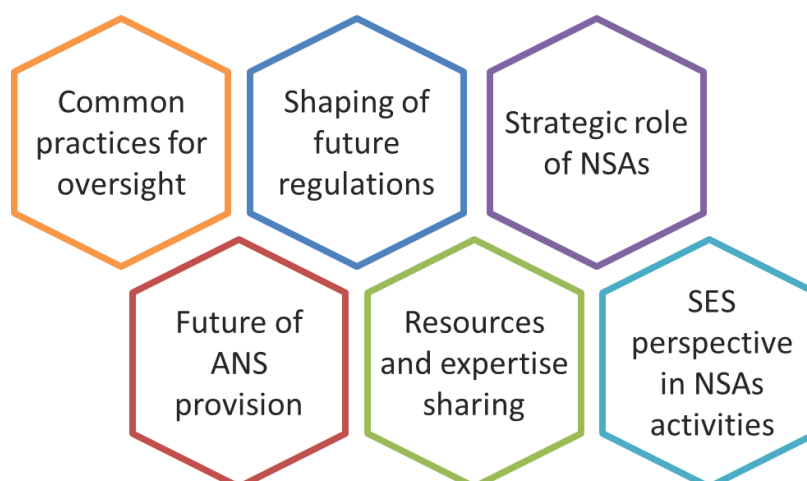 Common
practices for
oversight
Shaping of
future
regulations
Strategic role
of NSAs
Future of
ANS
provision
Resources
and expertise
sharing
SES
perspective
in NSAs
activities